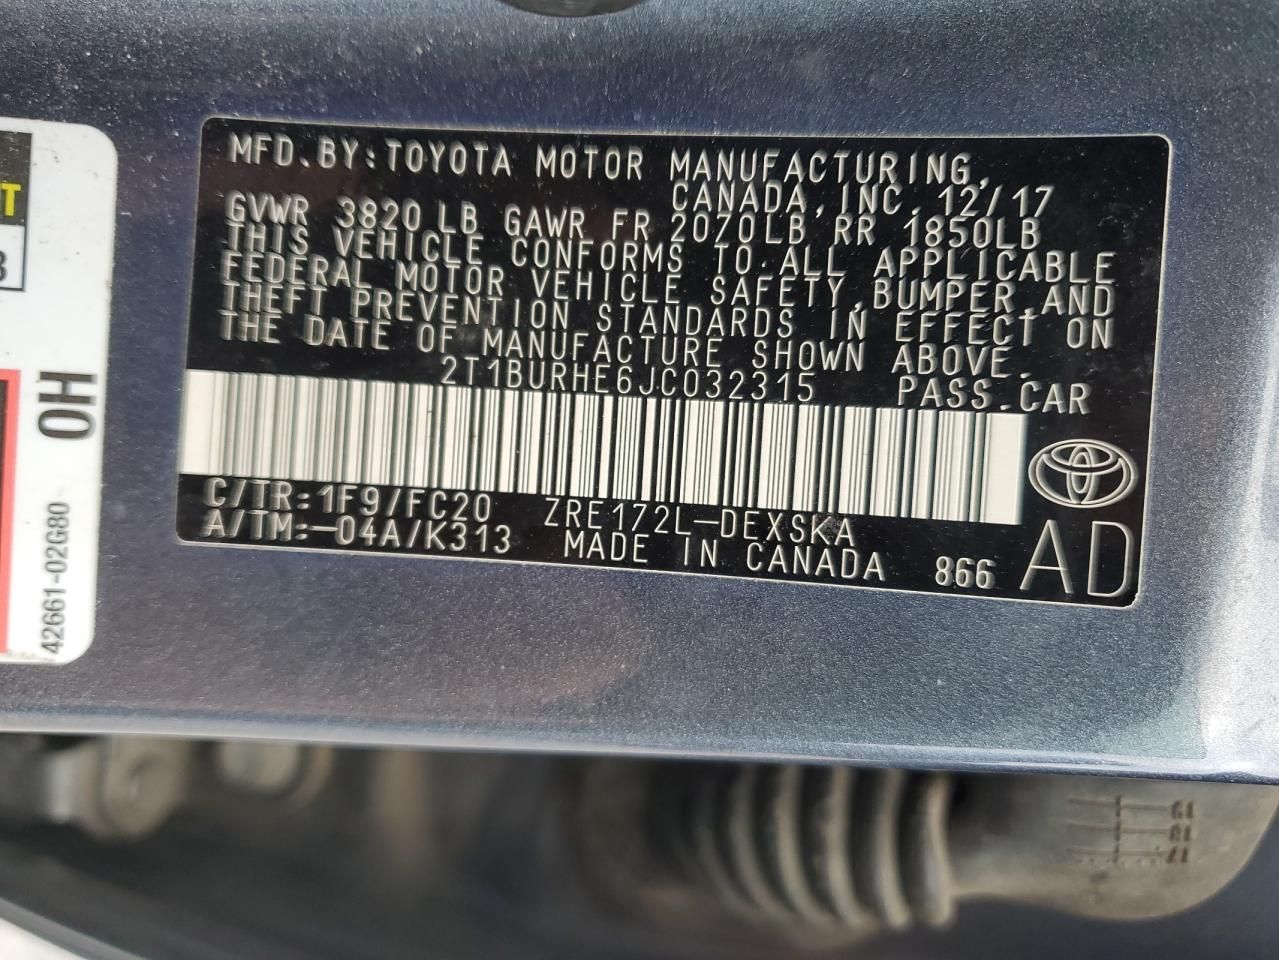 MFD.BY:TOYOTA MOTOR MANUFACTURING,
CANADA,INC. 12/17
GVWR 3820 LB GAWR FR 2070LB RR 1850LB
THIS VEHICLE CONFORMS TO ALL APPLICABLE
FEDERAL MOTOR VEHICLE SAFETY,BUMPER,AND
THEFT PREVENTION STANDARDS IN EFFECT ON
THE DATE OF MANUFACTURE SHOWN ABOVE.
2T1BURHE6JC032315 PASS.CAR
C/TR:1F9/FC20 ZRE172L-DEXSKA
A/TM:-04A/K313 MADE IN CANADA 866 AD
T
3
0H
42661-02G80